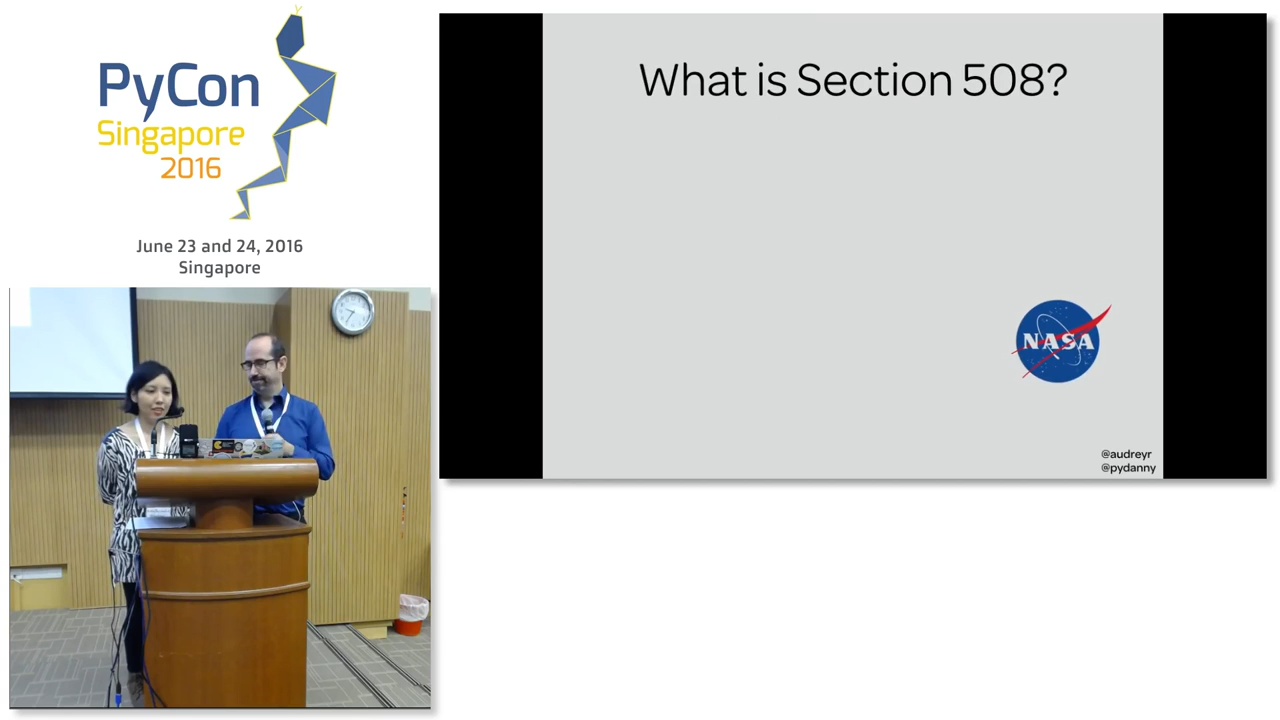 PyCon
Singapore
2016
June 23 and 24, 2016
Singapore
What is Section 508?
NASA
@audreyr
@pydanny